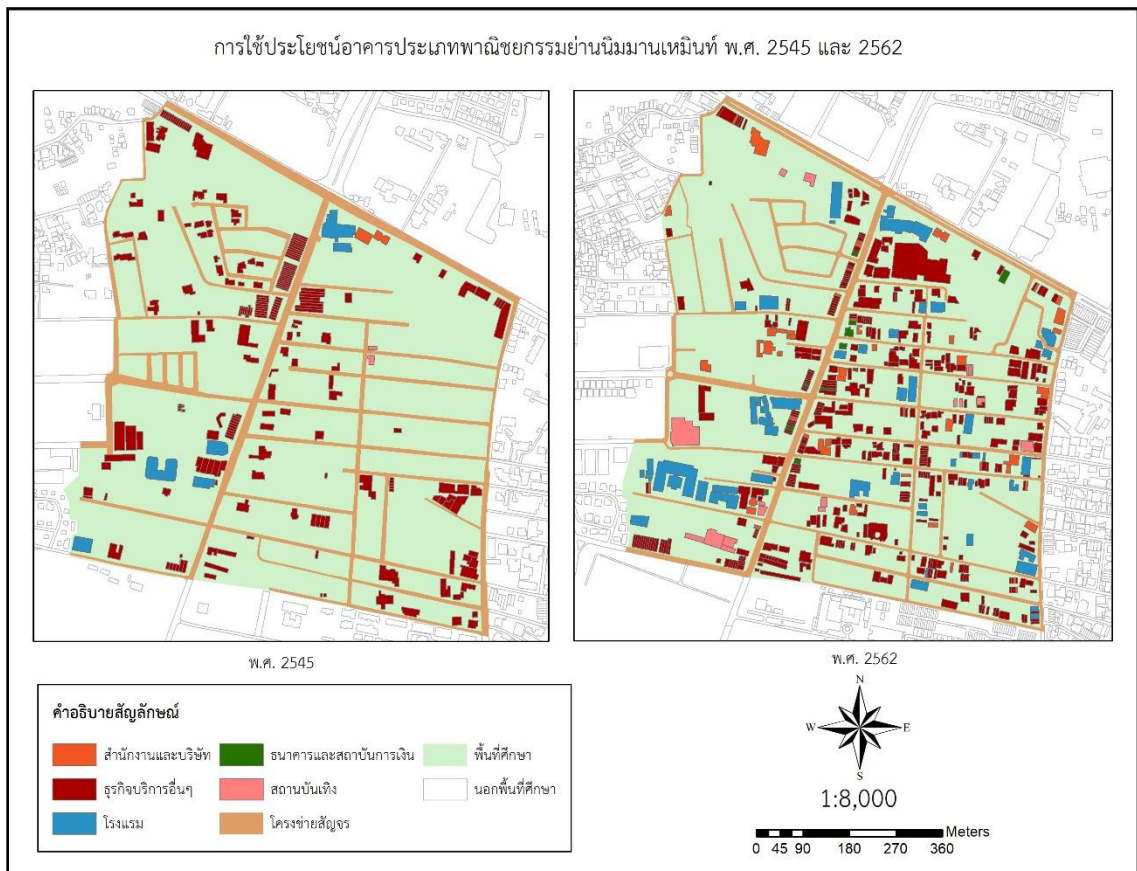 การใช้ประโยชน์อาคารประเภทพาณิชยกรรมย่านนิมมานเหมินท์ พ.ศ. 2545 และ 2562
พ.ศ. 2545
พ.ศ. 2562
คำอธิบายสัญลักษณ์
สำนักงานและบริษัท
ธนาคารและสถาบันการเงิน
พื้นที่ศึกษา
ธุรกิจบริการอื่นๆ
สถานบันเทิง
นอกพื้นที่ศึกษา
โรงแรม
โครงข่ายสัญจร
N
W E
S
1:8,000
Meters
0 45 90 180 270 360